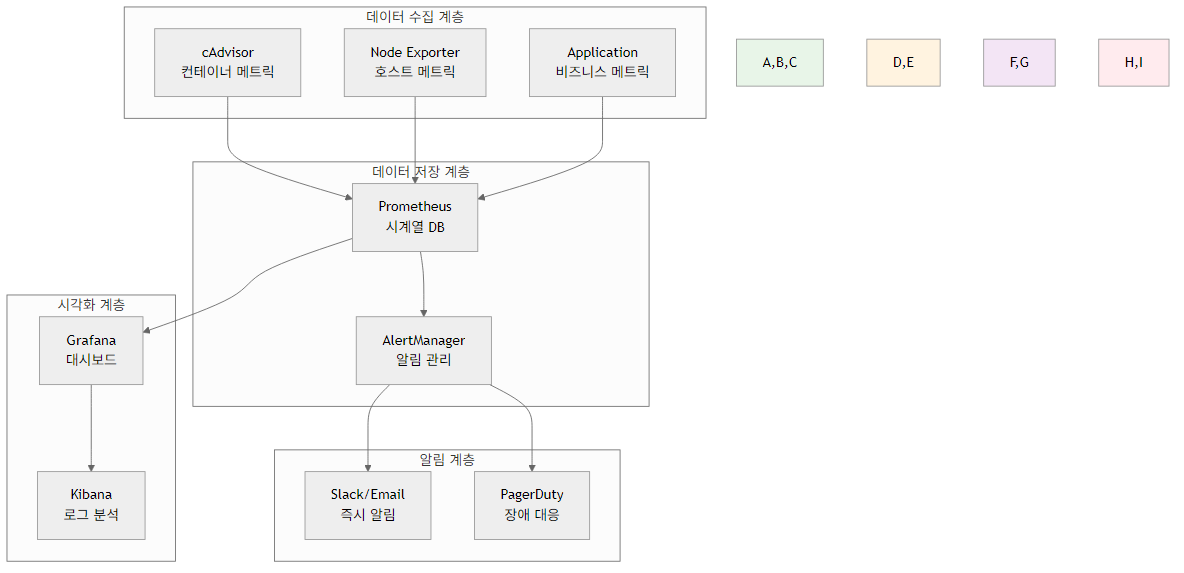 데이터 수집 계층
cAdvisor
컨테이너 메트릭
Node Exporter
호스트 메트릭
Application
비즈니스 메트릭
A,B,C
D,E
F,G
H,I
데이터 저장 계층
Prometheus
시계열 DB
시각화 계층
Grafana
대시보드
AlertManager
알림 관리
알림 계층
Kibana
로그 분석
Slack/Email
즉시 알림
PagerDuty
장애 대응